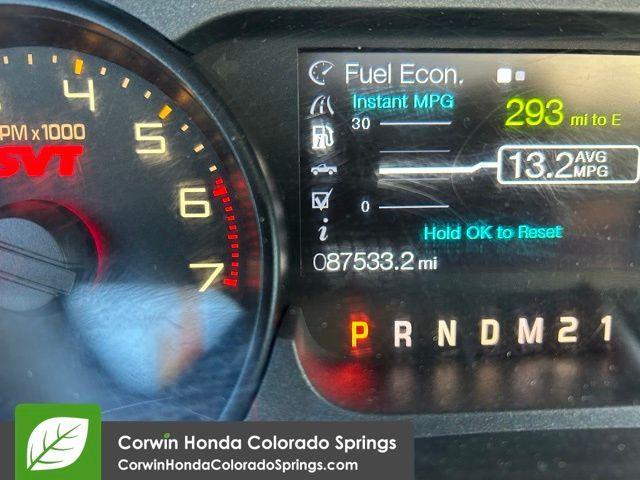 4
5
6
7
PM x 1000
SVT
Fuel Econ.
Instant MPG
30
293 mi to E
13.2 AVG MPG
0
Hold OK to Reset
087533.2 mi
P R N D M 2 1
Corwin Honda Colorado Springs
CorwinHondaColoradoSprings.com